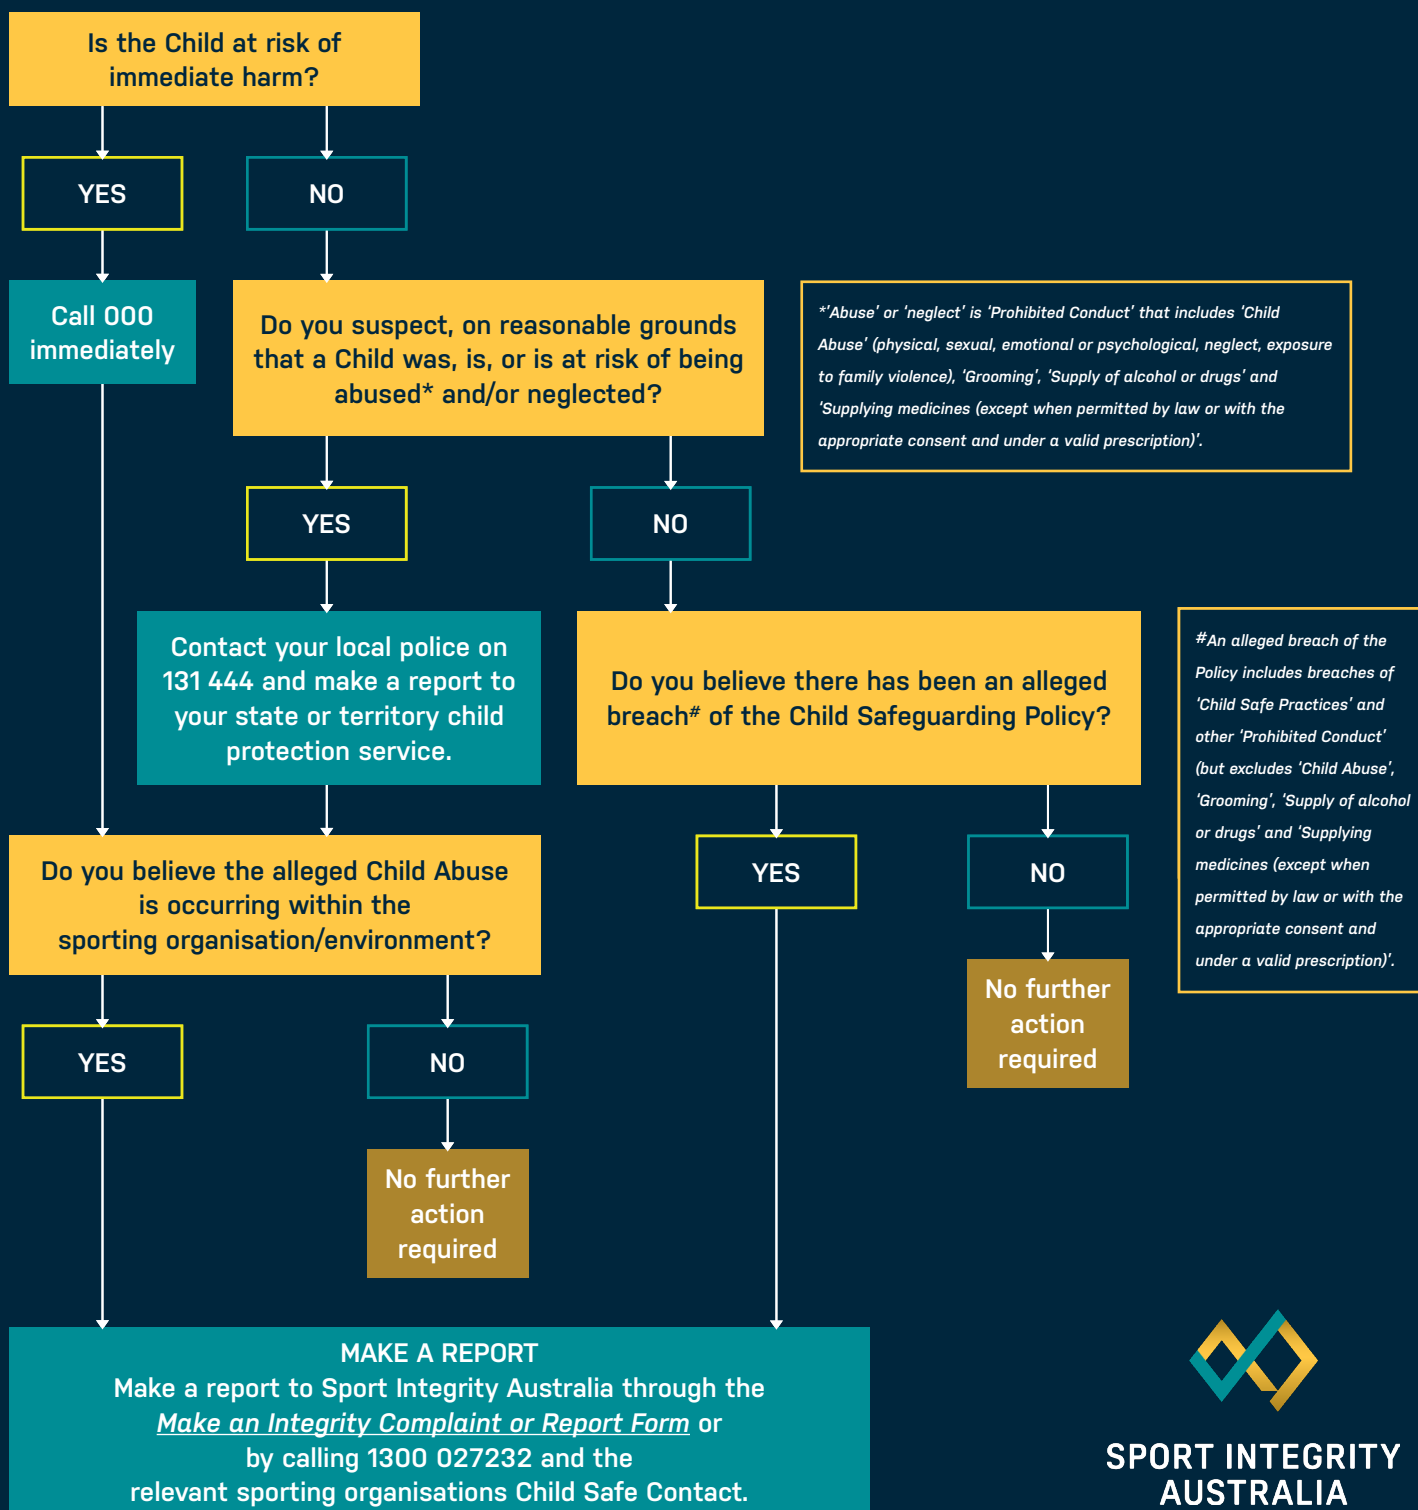 Is the Child at risk of
immediate harm?
YES
NO
Call 000
immediately
Do you suspect, on reasonable grounds
that a Child was, is, or is at risk of being
abused* and/or neglected?
*'Abuse' or 'neglect' is 'Prohibited Conduct' that includes 'Child
Abuse' (physical, sexual, emotional or psychological, neglect, exposure
to family violence), 'Grooming', 'Supply of alcohol or drugs' and
'Supplying medicines (except when permitted by law or with the
appropriate consent and under a valid prescription)'.
YES
NO
Contact your local police on
131 444 and make a report to
your state or territory child
protection service.
Do you believe there has been an alleged
breach# of the Child Safeguarding Policy?
#An alleged breach of the
Policy includes breaches of
'Child Safe Practices' and
other 'Prohibited Conduct'
(but excludes 'Child Abuse',
'Grooming', 'Supply of alcohol
or drugs' and 'Supplying
medicines (except when
permitted by law or with the
appropriate consent and
under a valid prescription)'.
Do you believe the alleged Child Abuse
is occurring within the
sporting organisation/environment?
YES
NO
No further
action
required
YES
NO
No further
action
required
MAKE A REPORT
Make a report to Sport Integrity Australia through the
Make an Integrity Complaint or Report Form or
by calling 1300 027232 and the
relevant sporting organisations Child Safe Contact.
SPORT INTEGRITY
AUSTRALIA